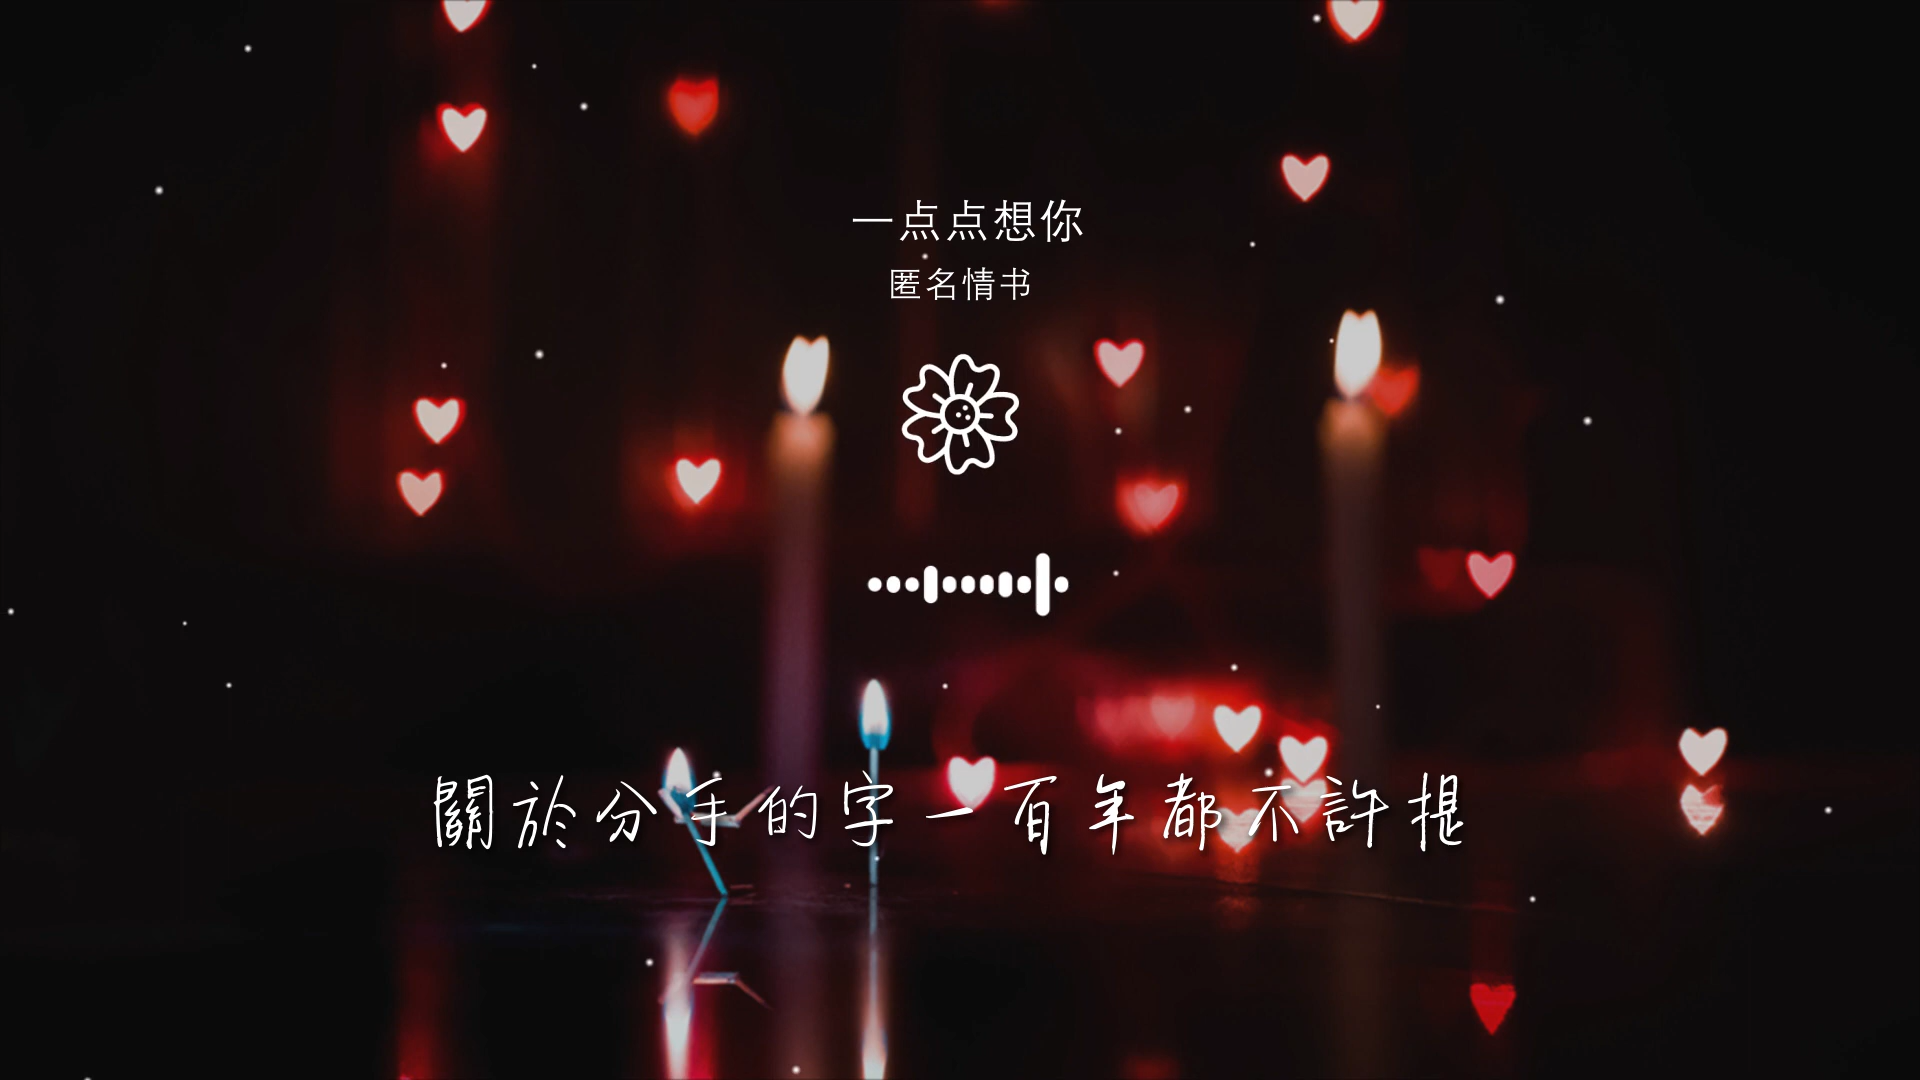 一点点想你
匿名情书
關於分手的字一百年都不許提